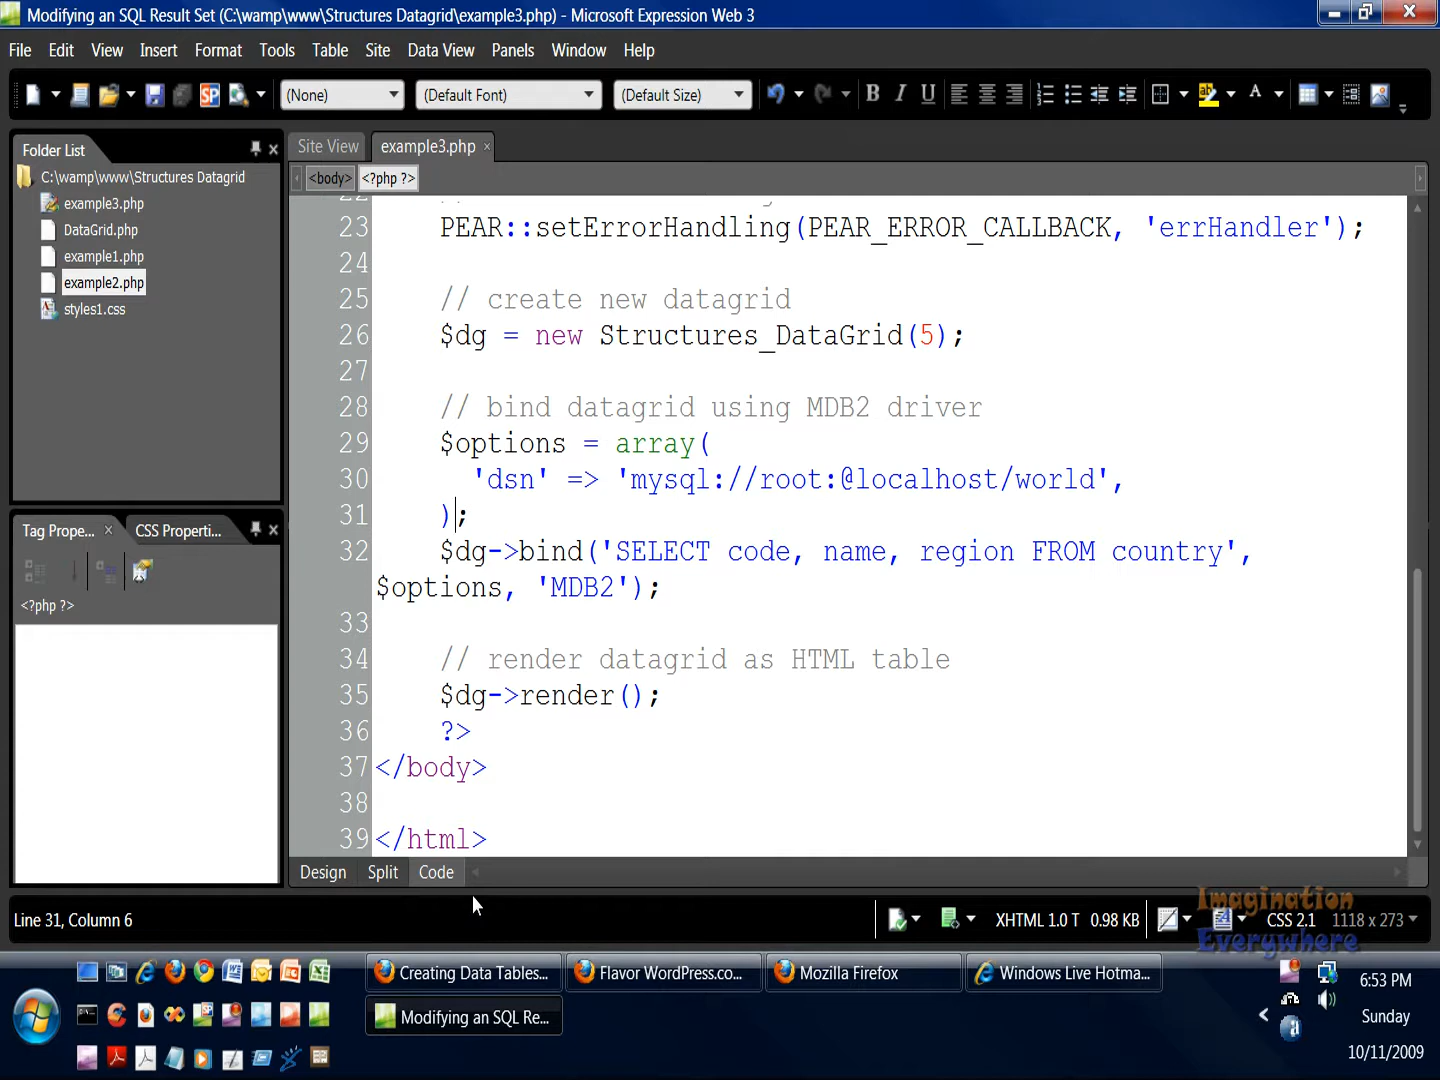 Modifying an SQL Result Set (C:\wamp\www\Structures Datagrid\example3.php) - Microsoft Expression Web 3
File Edit View Insert Format Tools Table Site Data View Panels Window Help
SP (None) (Default Font) (Default Size) B I U ab A
Folder List
C:\wamp\www\Structures Datagrid
example3.php
DataGrid.php
example1.php
example2.php
styles1.css
Tag Prope... CSS Properti...
<?php ?>
Site View example3.php
<body> <?php ?>
23 PEAR::setErrorHandling(PEAR_ERROR_CALLBACK, 'errHandler');
24
25 // create new datagrid
26 $dg = new Structures_DataGrid(5);
27
28 // bind datagrid using MDB2 driver
29 $options = array(
30 'dsn' => 'mysql://root:@localhost/world',
31 );
32 $dg->bind('SELECT code, name, region FROM country',
$options, 'MDB2');
33
34 // render datagrid as HTML table
35 $dg->render();
36 ?>
37 </body>
38
39 </html>
Design Split Code
Line 31, Column 6
XHTML 1.0 T 0.98 KB CSS 2.1 1118 x 273
Imagination
Everywhere
Creating Data Tables... Flavor WordPress.co... Mozilla Firefox Windows Live Hotma...
Modifying an SQL Re...
6:53 PM
Sunday
10/11/2009